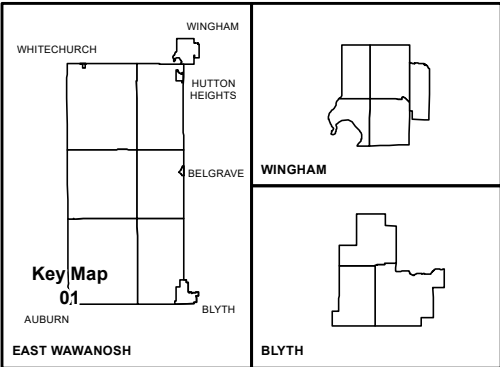 WINGHAM
WHITECHURCH
HUTTON
HEIGHTS
BELGRAVE
Key Map
01
AUBURN
BLYTH
EAST WAWANOSH
WINGHAM
BLYTH